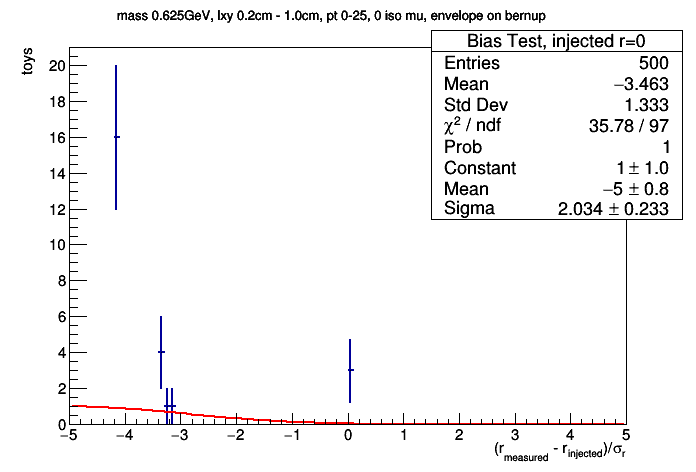 mass 0.625GeV, lxy 0.2cm - 1.0cm, pt 0-25, 0 iso mu, envelope on bernup
Bias Test, injected r=0
Entries 500
Mean −3.463
Std Dev 1.333
χ² / ndf 35.78 / 97
Prob 1
Constant 1 ± 1.0
Mean −5 ± 0.8
Sigma 2.034 ± 0.233
toys
20
18
16
14
12
10
8
6
4
2
0
−5 −4 −3 −2 −1 0 1 2 3 4 5
(r_measured - r_injected)/σ_r